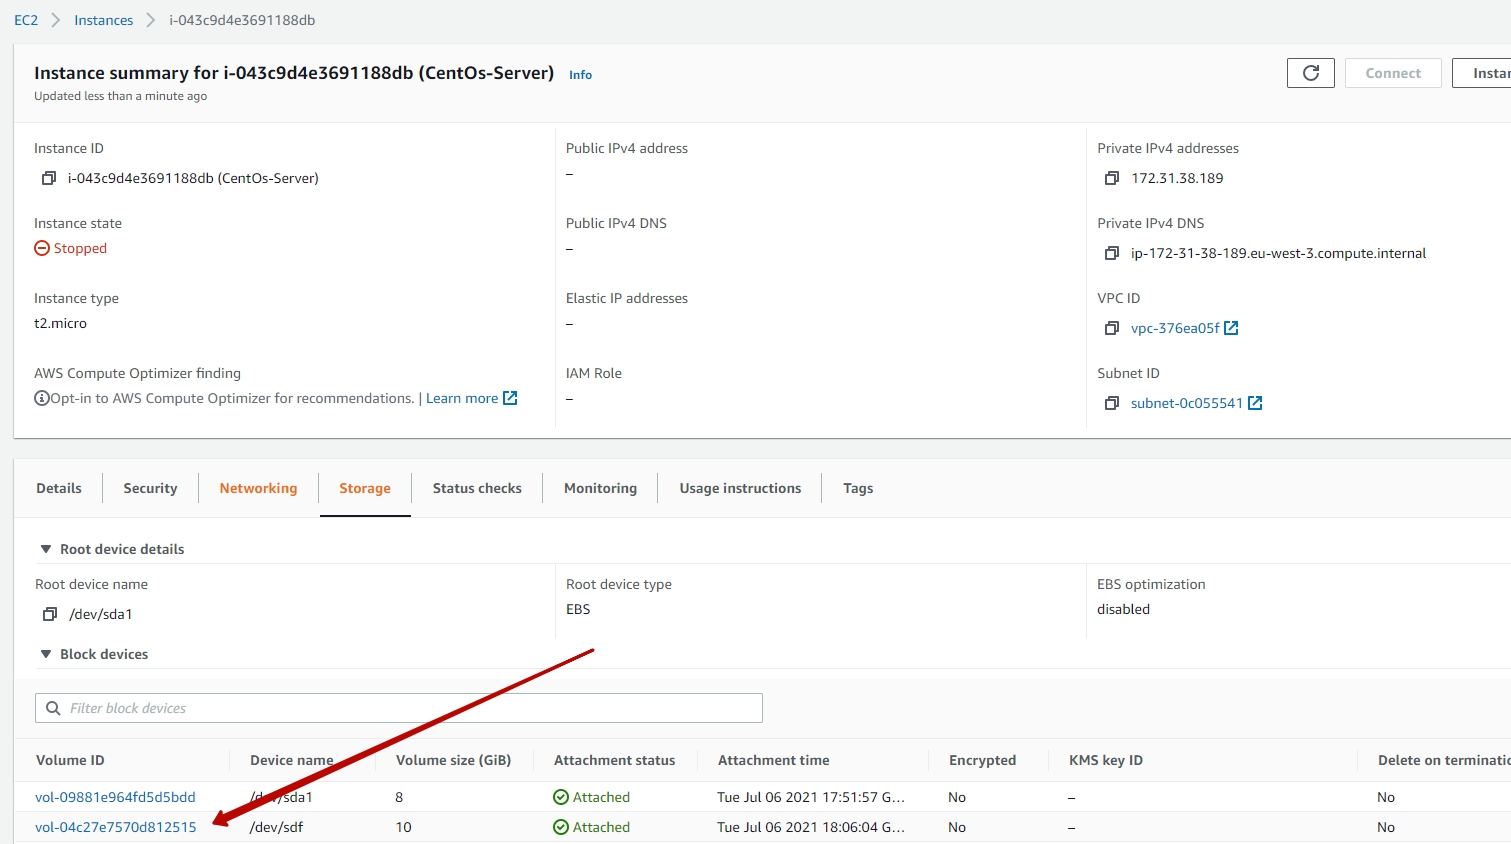 EC2 > Instances > i-043c9d4e3691188db
Instance summary for i-043c9d4e3691188db (CentOs-Server) Info
Updated less than a minute ago
Connect
Instance ID
i-043c9d4e3691188db (CentOs-Server)
Public IPv4 address
–
Private IPv4 addresses
172.31.38.189
Instance state
Stopped
Public IPv4 DNS
–
Private IPv4 DNS
ip-172-31-38-189.eu-west-3.compute.internal
Instance type
t2.micro
Elastic IP addresses
–
VPC ID
vpc-376ea05f
AWS Compute Optimizer finding
Opt-in to AWS Compute Optimizer for recommendations. | Learn more
IAM Role
–
Subnet ID
subnet-0c055541
Details Security Networking Storage Status checks Monitoring Usage instructions Tags
Root device details
Root device name
/dev/sda1
Root device type
EBS
EBS optimization
disabled
Block devices
Filter block devices
Volume ID Device name Volume size (GiB) Attachment status Attachment time Encrypted KMS key ID Delete on
vol-09881e964fd5d5bdd /dev/sda1 8 Attached Tue Jul 06 2021 17:51:57 G... No – No
vol-04c27e7570d812515 /dev/sdf 10 Attached Tue Jul 06 2021 18:06:04 G... No – No